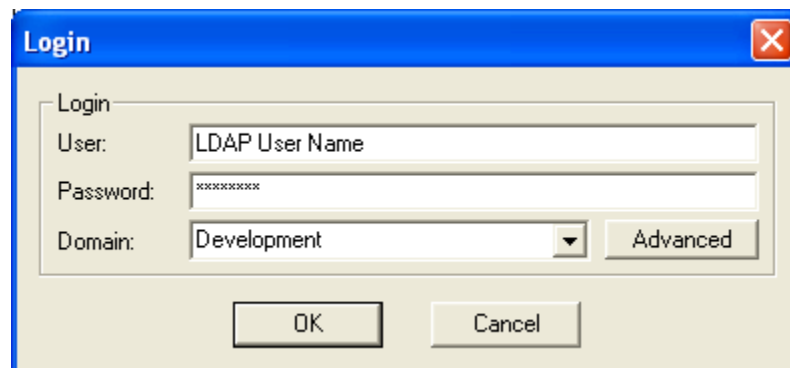 Login
Login
User: LDAP User Name
Password: ********
Domain: Development Advanced
OK Cancel